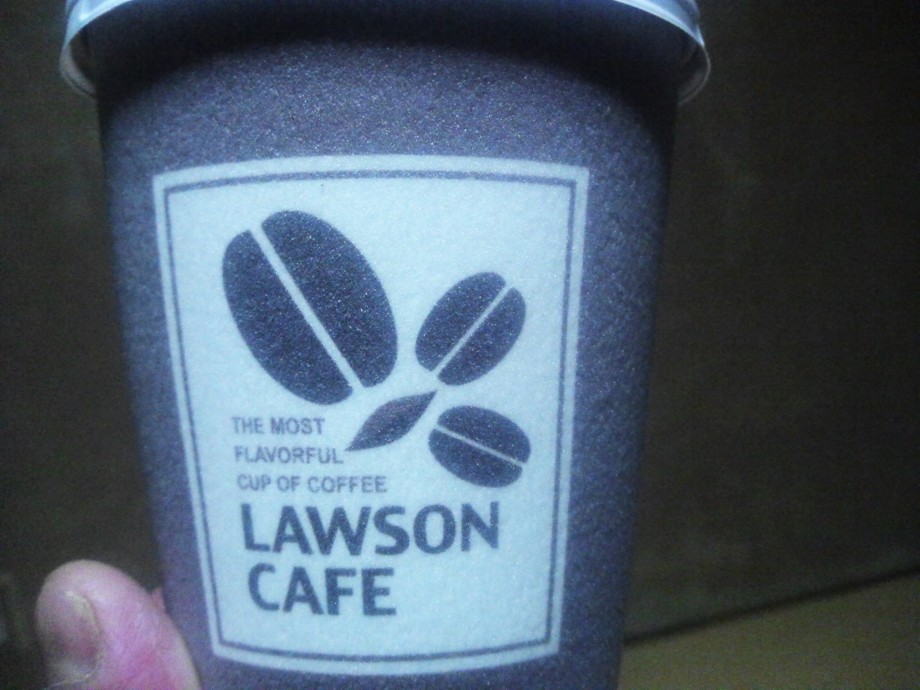 THE MOST
FLAVORFUL
CUP OF COFFEE
LAWSON
CAFE